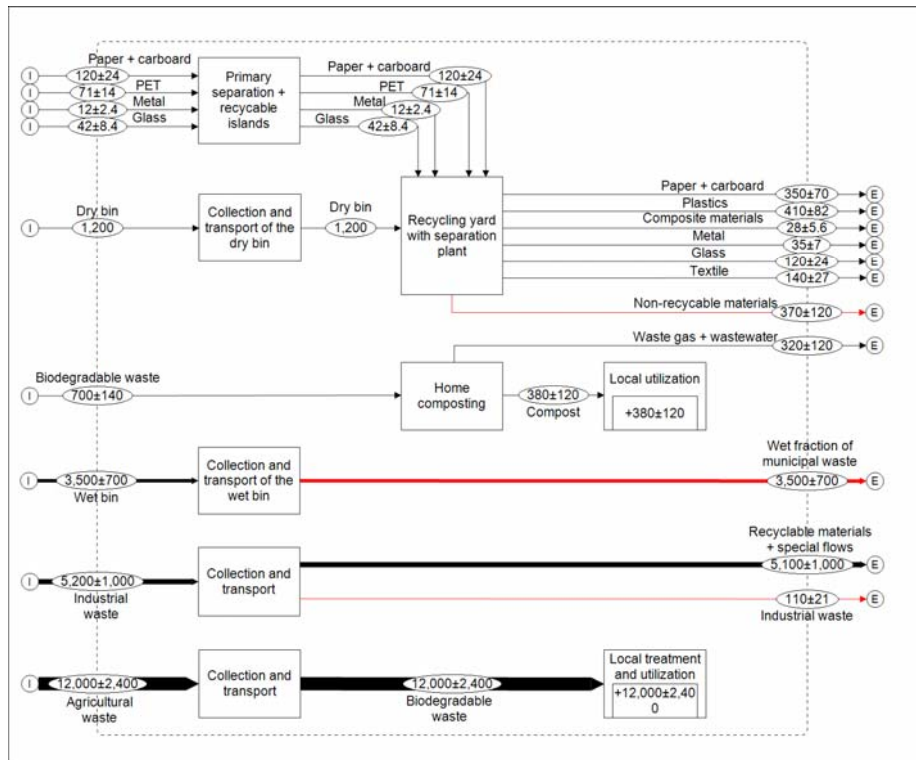 Paper + carboard
I
120±24
PET
I
71±14
Metal
I
12±2.4
Glass
I
42±8.4
Primary
separation +
recycable
islands
Paper + carboard
120±24
PET
71±14
Metal
12±2.4
Glass
42±8.4
Dry bin
I
1,200
Collection and
transport of the
dry bin
Dry bin
1,200
Recycling yard
with separation
plant
Paper + carboard
350±70
E
Plastics
410±82
E
Composite materials
28±5.6
E
Metal
35±7
E
Glass
120±24
E
Textile
140±27
E
Non-recycable materials
370±120
E
Waste gas + wastewater
320±120
E
Biodegradable waste
I
700±140
Home
composting
380±120
Compost
Local utilization
+380±120
I
3,500±700
Wet bin
Collection and
transport of the
wet bin
Wet fraction of
municipal waste
3,500±700
E
I
5,200±1,000
Industrial
waste
Collection and
transport
Recyclable materials
+ special flows
5,100±1,000
E
110±21
E
Industrial waste
I
12,000±2,400
Agricultural
waste
Collection and
transport
12,000±2,400
Biodegradable
waste
Local treatment
and utilization
+12,000±2,40
0